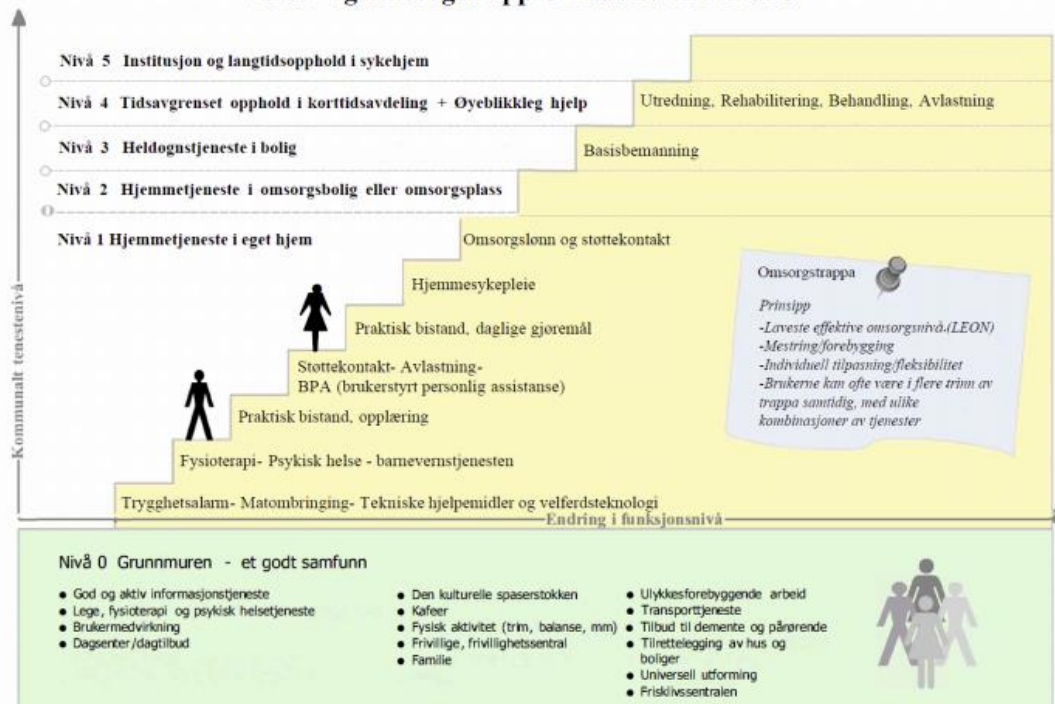 Nivå 5 Institusjon og langtidsopphold i sykehjem
Nivå 4 Tidsavgrenset opphold i korttidsavdeling + Øyeblikkleg hjelp
Utredning, Rehabilitering, Behandling, Avlastning
Nivå 3 Heldøgnstjeneste i bolig
Basisbemanning
Nivå 2 Hjemmetjeneste i omsorgsbolig eller omsorgsplass
Nivå 1 Hjemmetjeneste i eget hjem
Omsorgslønn og støttekontakt
Hjemmesykepleie
Praktisk bistand, daglige gjøremål
Støttekontakt- Avlastning-
BPA (brukerstyrt personlig assistanse)
Praktisk bistand, opplæring
Fysioterapi- Psykisk helse - barnevernstjenesten
Trygghetsalarm- Matombringing- Tekniske hjelpemidler og velferdsteknologi
Omsorgstrappa
Prinsipp
-Laveste effektive omsorgsnivå.(LEON)
-Mestring/forebygging
-Individuell tilpasning/fleksibilitet
-Brukerne kan ofte være i flere trinn av
trappa samtidig, med ulike
kombinasjoner av tjenester
Kommunalt tenestenivå
Endring i funksjonsnivå
Nivå 0 Grunnmuren - et godt samfunn
God og aktiv informasjonstjeneste
Lege, fysioterapi og psykisk helsetjeneste
Brukermedvirkning
Dagsenter/dagtilbud
Den kulturelle spaserstokken
Kafeer
Fysisk aktivitet (trim, balanse, mm)
Frivillige, frivillighetssentral
Familie
Ulykkesforebyggende arbeid
Transporttjeneste
Tilbud til demente og pårørende
Tilrettelegging av hus og
boliger
Universell utforming
Frisklivssentralen